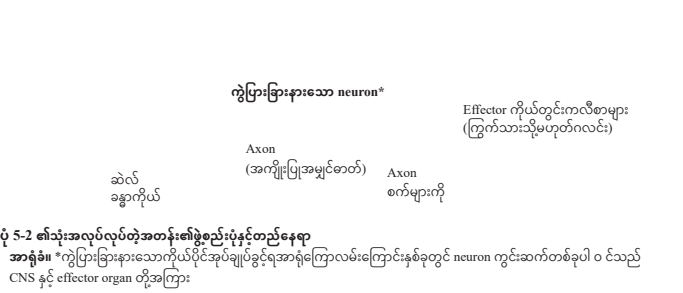 ကွဲပြားခြားနားသော neuron*
Effector ကိုယ်တွင်းကလီစာများ
(ကြွက်သားသို့မဟုတ်ဂလင်း)
Axon
(အကျိုးပြုအမျှင်ဓာတ်)
Axon
စက်များကို
ဆဲလ်
ခန္ဓာကိုယ်
ပုံ 5-2 ၏သုံးအလုပ်လုပ်တဲ့အတန်း၏ဖွဲ့စည်းပုံနှင့်တည်နေရာ
အာရုံခံ။ *ကွဲပြားခြားနားသောကိုယ်ပိုင်အုပ်ချုပ်ခွင့်ရအာရုံကြောလမ်းကြောင်းနှစ်ခုတွင် neuron ကွင်းဆက်တစ်ခုပါ ၀ င်သည်
CNS နှင့် effector organ တို့အကြား